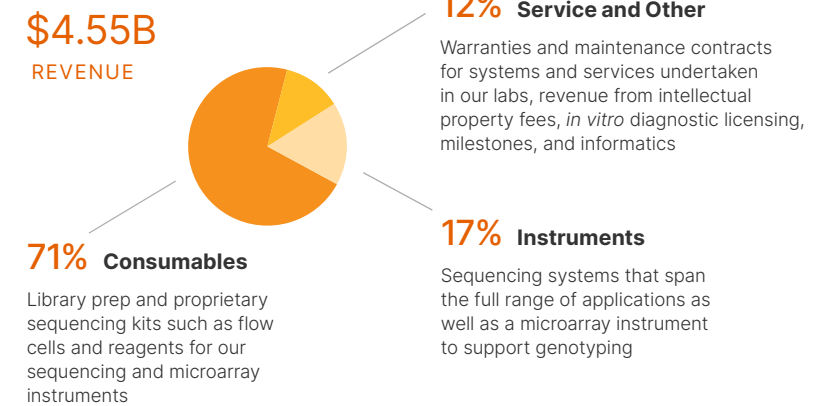 $4.55B
REVENUE
12% Service and Other
Warranties and maintenance contracts
for systems and services undertaken
in our labs, revenue from intellectual
property fees, in vitro diagnostic licensing,
milestones, and informatics
71% Consumables
Library prep and proprietary
sequencing kits such as flow
cells and reagents for our
sequencing and microarray
instruments
17% Instruments
Sequencing systems that span
the full range of applications as
well as a microarray instrument
to support genotyping